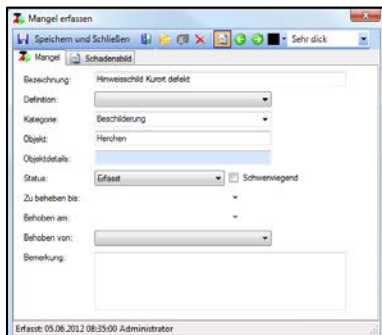 Mangel erfassen
Speichern und Schließen Sehr dick
Mangel Schadensbild
Bezeichnung: Hinweisschild Kurort defekt
Definition:
Kategorie: Beschilderung
Objekt: Herchen
Objektdetails:
Status: Erfasst Schwerwiegend
Zu beheben bis:
Behoben am:
Behoben von:
Bemerkung:
Erfasst: 05.06.2012 08:35:00 Administrator